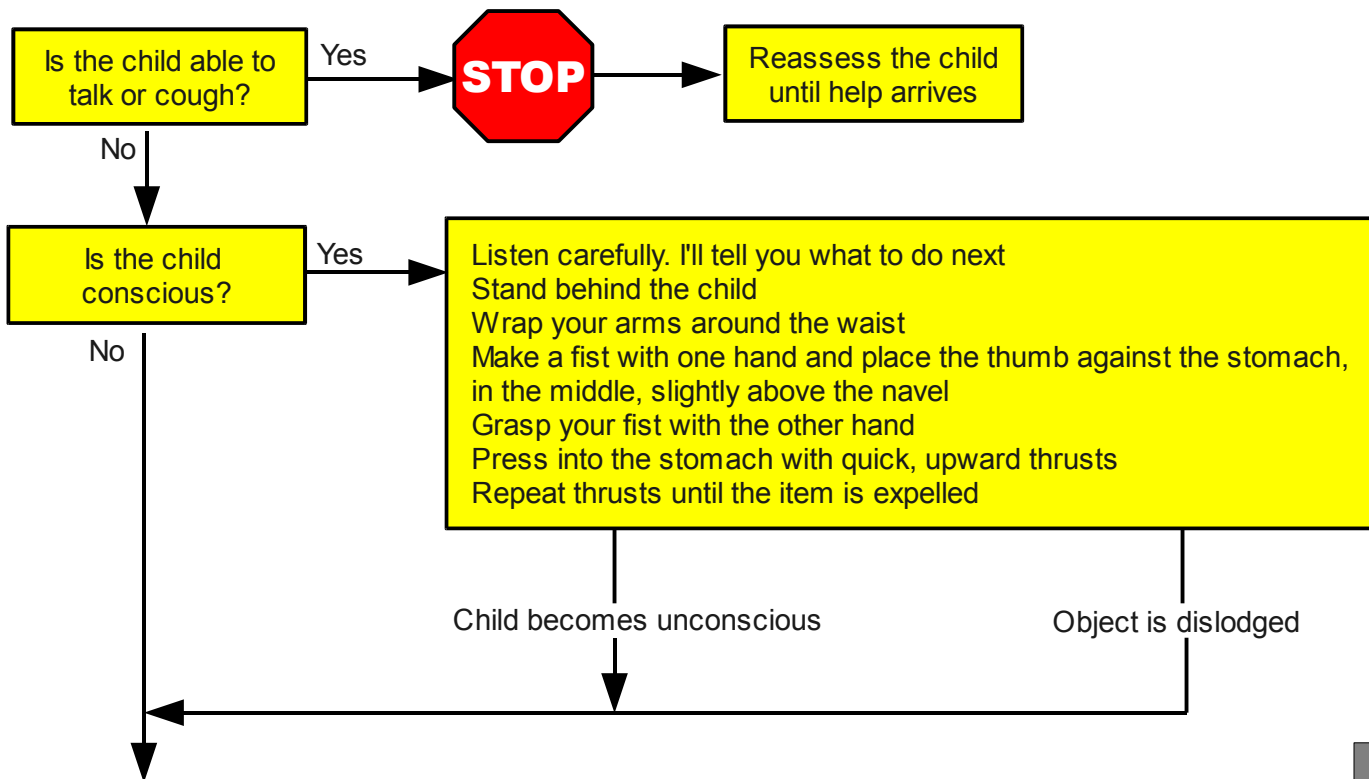 Is the child able to
talk or cough?
Yes
STOP
Reassess the child
until help arrives
No
Is the child
conscious?
Yes
Listen carefully. I'll tell you what to do next
Stand behind the child
Wrap your arms around the waist
Make a fist with one hand and place the thumb against the stomach,
in the middle, slightly above the navel
Grasp your fist with the other hand
Press into the stomach with quick, upward thrusts
Repeat thrusts until the item is expelled
No
Child becomes unconscious
Object is dislodged